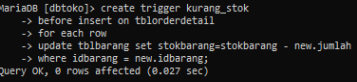 MariaDB [dbtoko]> create trigger kurang_stok
-> before insert on tblorderdetail
-> for each row
-> update tblbarang set stokbarang=stokbarang - new.jumlah
-> where idbarang = new.idbarang;
Query OK, 0 rows affected (0.027 sec)